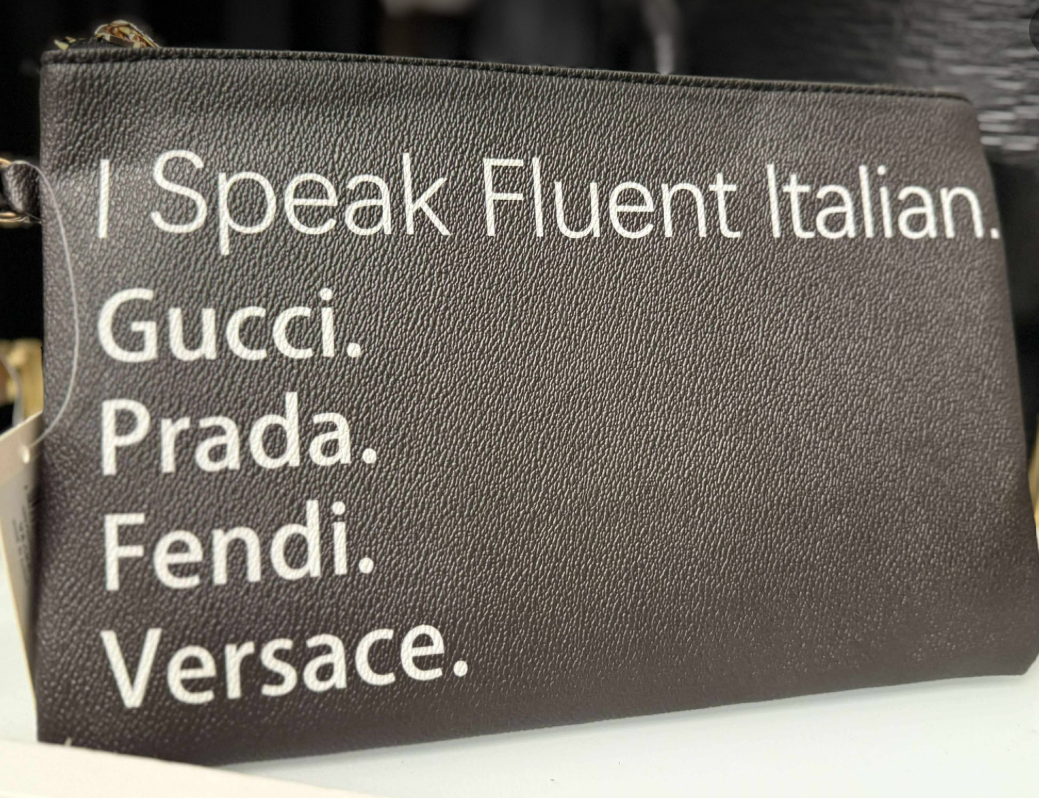 I Speak Fluent Italian.
Gucci.
Prada.
Fendi.
Versace.